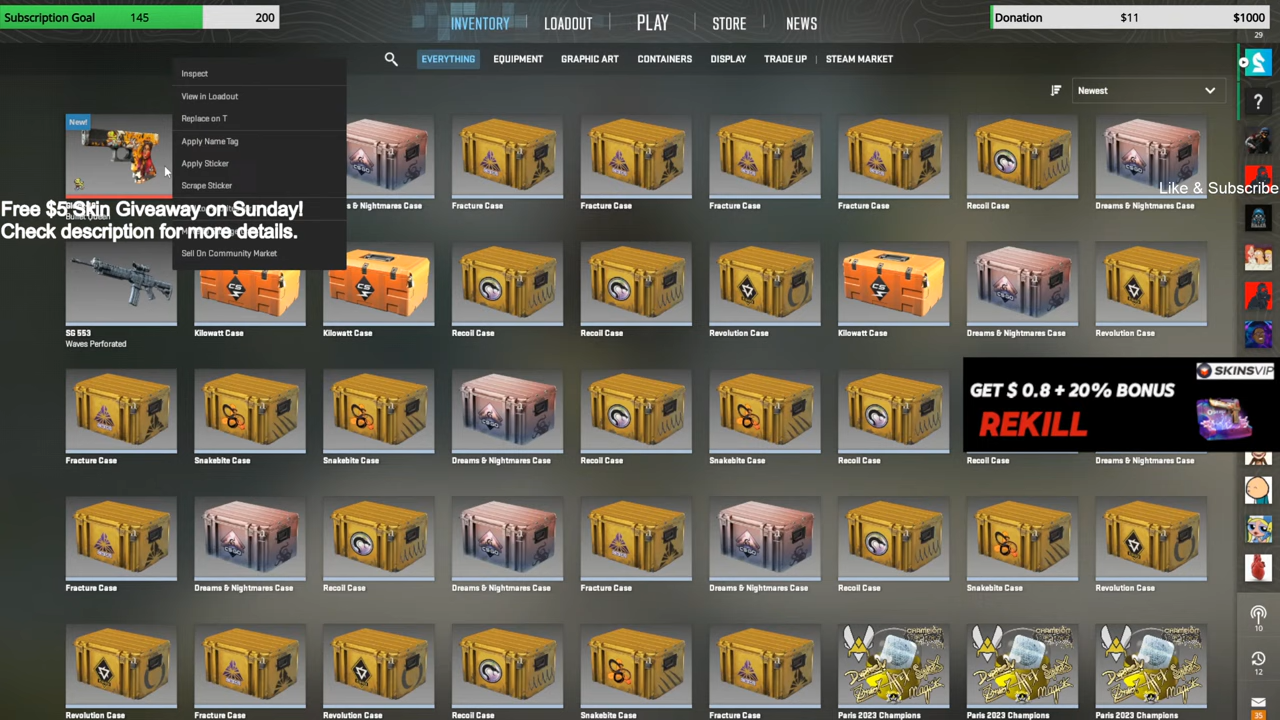 Subscription Goal 145 200
INVENTORY LOADOUT PLAY STORE NEWS
Donation $11 $1000
29
EVERYTHING EQUIPMENT GRAPHIC ART CONTAINERS DISPLAY TRADE UP STEAM MARKET
Newest
Inspect
View in Loadout
Replace on T
Apply Name Tag
Apply Sticker
Scrape Sticker
Sell On Community Market
New!
Bullet Queen
Free $5 Skin Giveaway on Sunday!
Check description for more details.
Like & Subscribe
s & Nightmares Case Fracture Case Fracture Case Fracture Case Fracture Case Recoil Case Dreams & Nightmares Case
SG 553 Kilowatt Case Kilowatt Case Recoil Case Recoil Case Revolution Case Kilowatt Case Dreams & Nightmares Case Revolution Case
Waves Perforated
SKINSVIP
GET $ 0.8 + 20% BONUS
REKILL
Fracture Case Snakebite Case Snakebite Case Dreams & Nightmares Case Recoil Case Snakebite Case Recoil Case Recoil Case Dreams & Nightmares Case
Fracture Case Dreams & Nightmares Case Recoil Case Dreams & Nightmares Case Fracture Case Dreams & Nightmares Case Recoil Case Snakebite Case Revolution Case
Revolution Case Fracture Case Revolution Case Recoil Case Snakebite Case Fracture Case Paris 2023 Champions Paris 2023 Champions Paris 2023 Champions
10
12
35